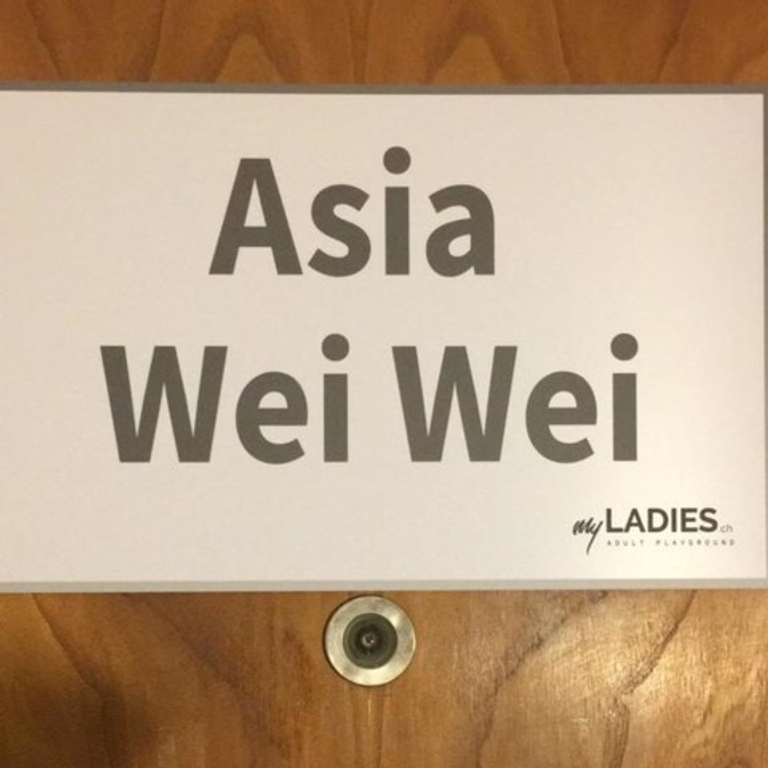 Asia
Wei Wei
myLADIES.ch
ADULT PLAYGROUND